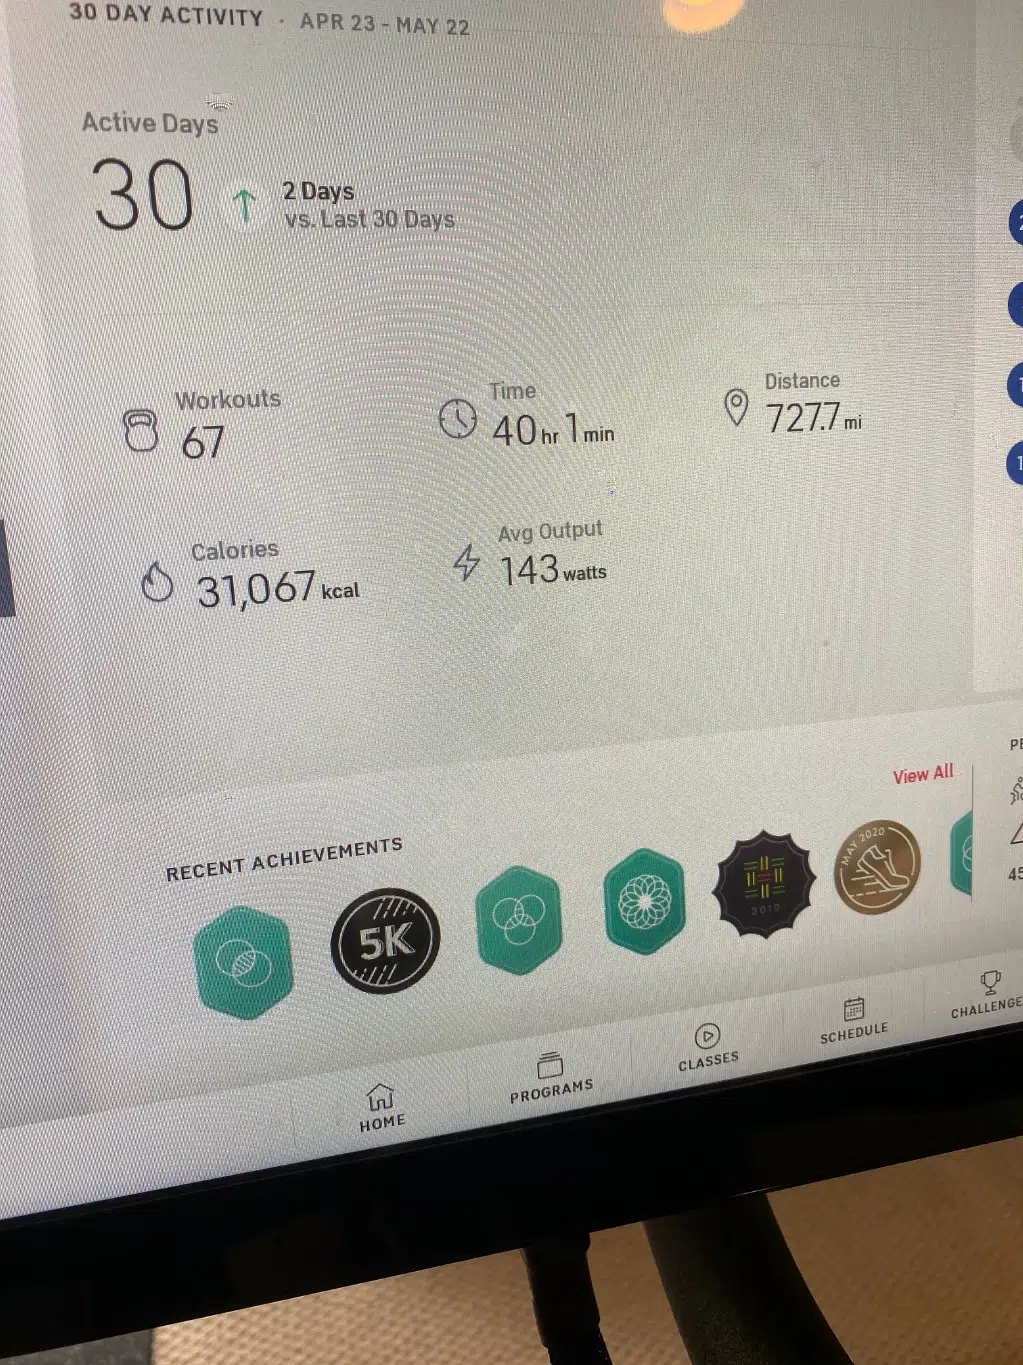 30 DAY ACTIVITY · APR 23 - MAY 22
Active Days
30
2 Days
vs. Last 30 Days
Workouts
67
Time
40 hr 1 min
Distance
727.7 mi
Calories
31,067 kcal
Avg Output
143 watts
View All
RECENT ACHIEVEMENTS
5K
2019
MAY 2020
HOME
PROGRAMS
CLASSES
SCHEDULE
CHALLENGE